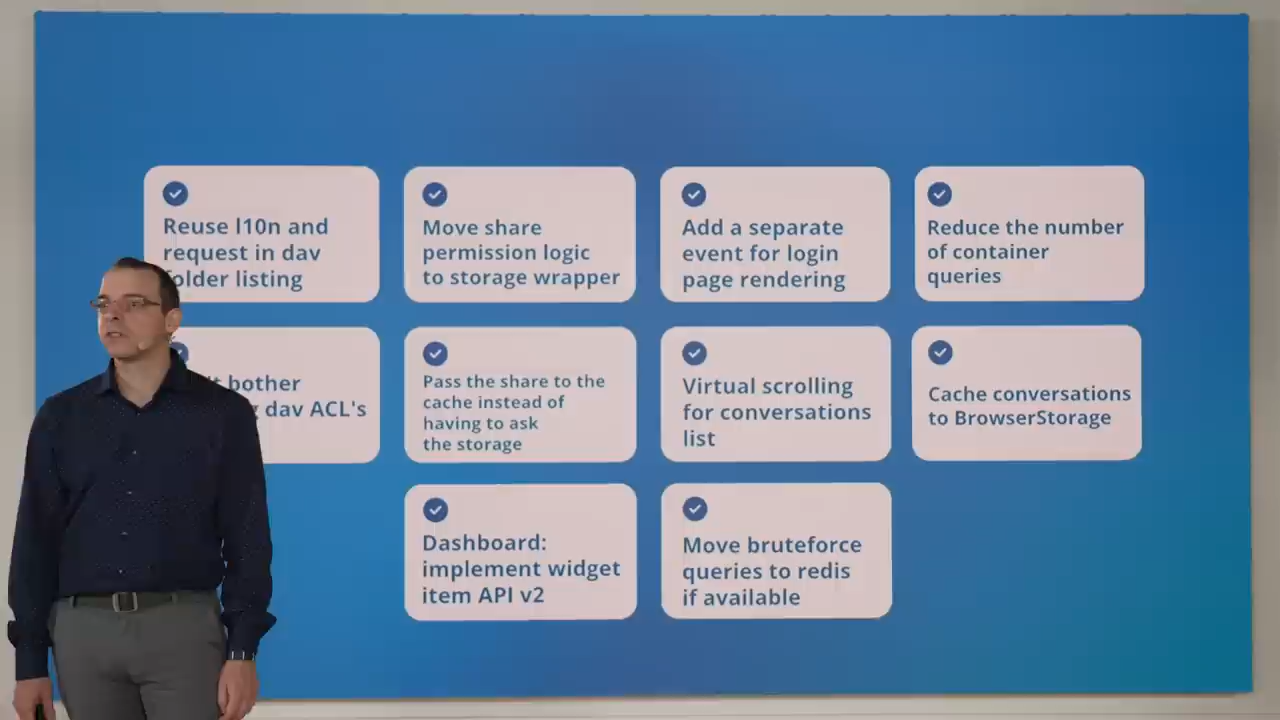 Reuse l10n and
request in dav
folder listing
Move share
permission logic
to storage wrapper
Add a separate
event for login
page rendering
Reduce the number
of container
queries
bother
dav ACL's
Pass the share to the
cache instead of
having to ask
the storage
Virtual scrolling
for conversations
list
Cache conversations
to BrowserStorage
Dashboard:
implement widget
item API v2
Move bruteforce
queries to redis
if available